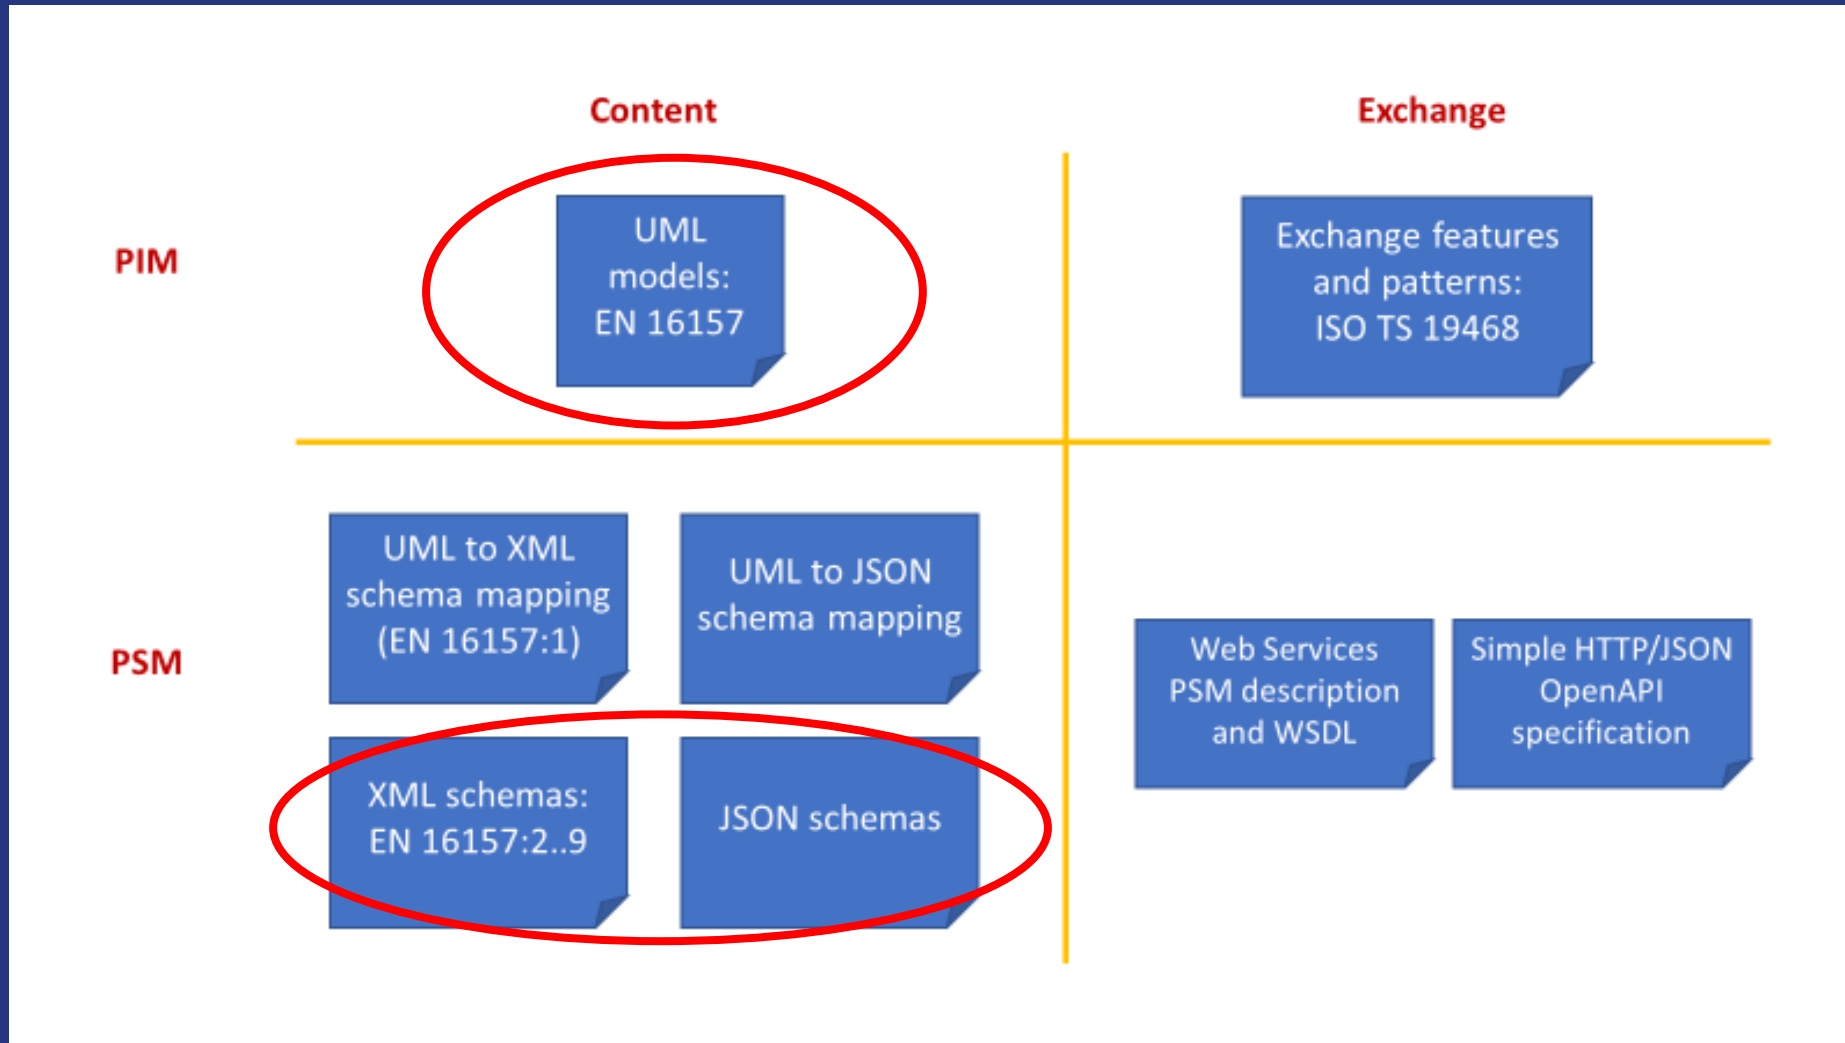 Content
Exchange
PIM
UML
models:
EN 16157
Exchange features
and patterns:
ISO TS 19468
PSM
UML to XML
schema mapping
(EN 16157:1)
UML to JSON
schema mapping
XML schemas:
EN 16157:2..9
JSON schemas
Web Services
PSM description
and WSDL
Simple HTTP/JSON
OpenAPI
specification